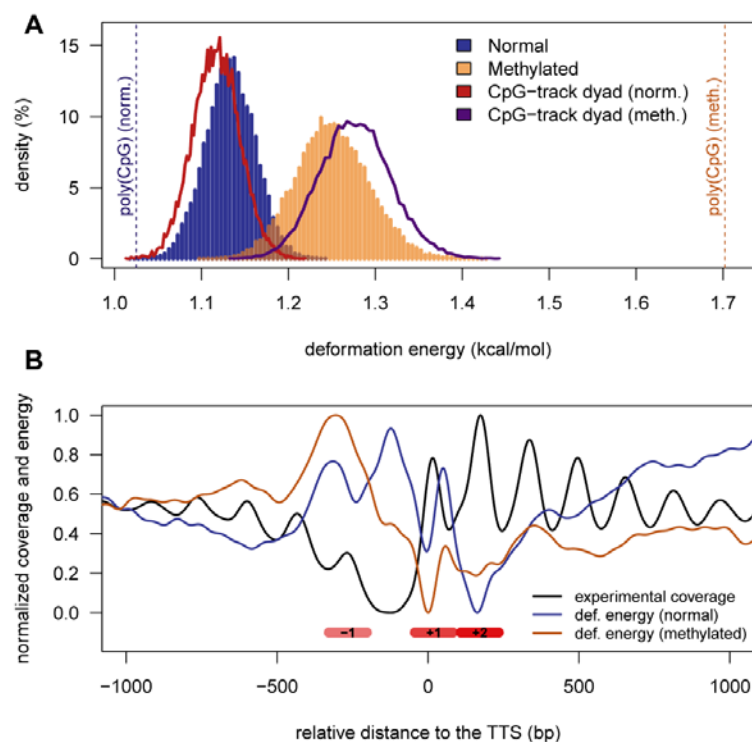 A
density (%)
15
10
5
0
poly(CpG) (norm.)
Normal
Methylated
CpG−track dyad (norm.)
CpG−track dyad (meth.)
poly(CpG) (meth.)
1.0 1.1 1.2 1.3 1.4 1.5 1.6 1.7
deformation energy (kcal/mol)
B
normalized coverage and energy
1.0
0.8
0.6
0.4
0.2
0.0
experimental coverage
def. energy (normal)
def. energy (methylated)
−1 +1 +2
−1000 −500 0 500 1000
relative distance to the TTS (bp)